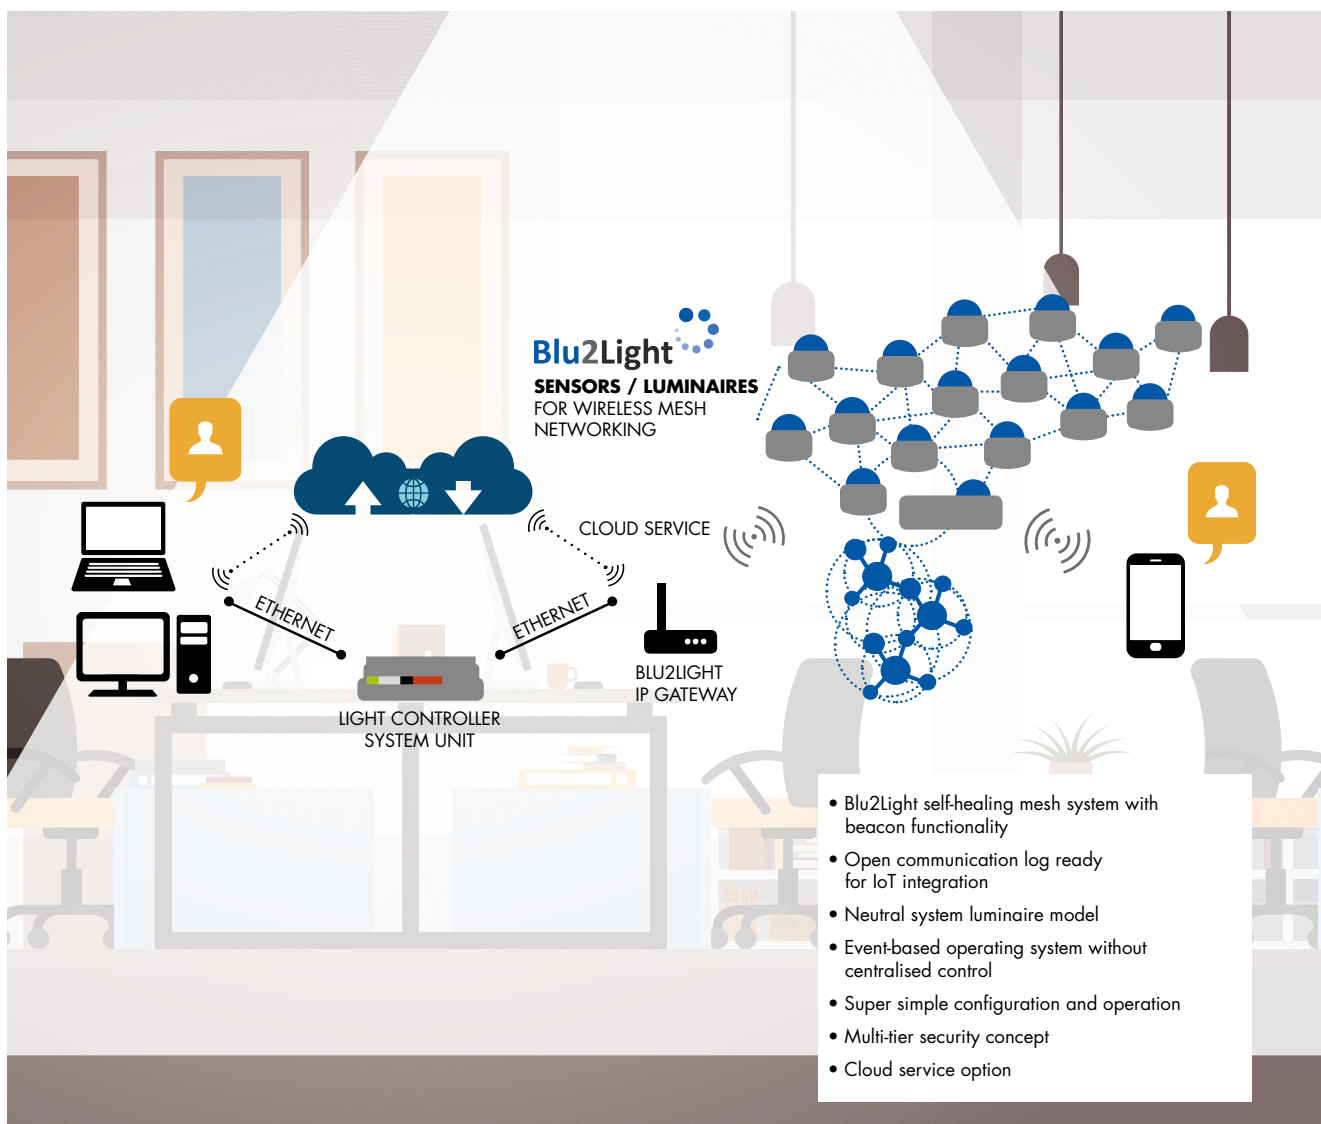 Blu2Light
SENSORS / LUMINAIRES
FOR WIRELESS MESH
NETWORKING
CLOUD SERVICE
ETHERNET
ETHERNET
BLU2LIGHT
IP GATEWAY
LIGHT CONTROLLER
SYSTEM UNIT
• Blu2Light self-healing mesh system with
beacon functionality
• Open communication log ready
for IoT integration
• Neutral system luminaire model
• Event-based operating system without
centralised control
• Super simple configuration and operation
• Multi-tier security concept
• Cloud service option